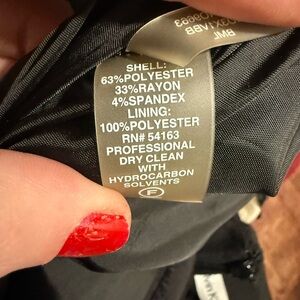 SHELL:
63%POLYESTER
33%RAYON
4%SPANDEX
LINING:
100%POLYESTER
RN# 54163
PROFESSIONAL
DRY CLEAN
WITH
HYDROCARBON
SOLVENTS
F